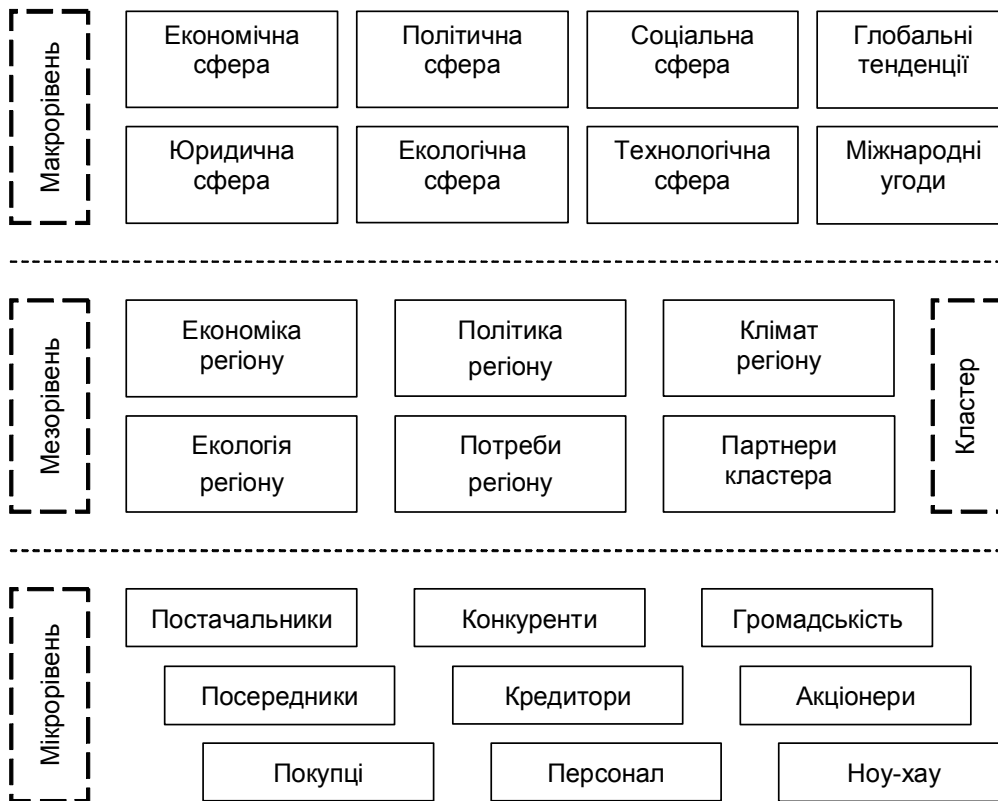 Макрорівень
Економічна
сфера
Політична
сфера
Соціальна
сфера
Глобальні
тенденції
Юридична
сфера
Екологічна
сфера
Технологічна
сфера
Міжнародні
угоди
Мезорівень
Економіка
регіону
Політика
регіону
Клімат
регіону
Екологія
регіону
Потреби
регіону
Партнери
кластера
Кластер
Мікрорівень
Постачальники
Конкуренти
Громадськість
Посередники
Кредитори
Акціонери
Покупці
Персонал
Ноу-хау